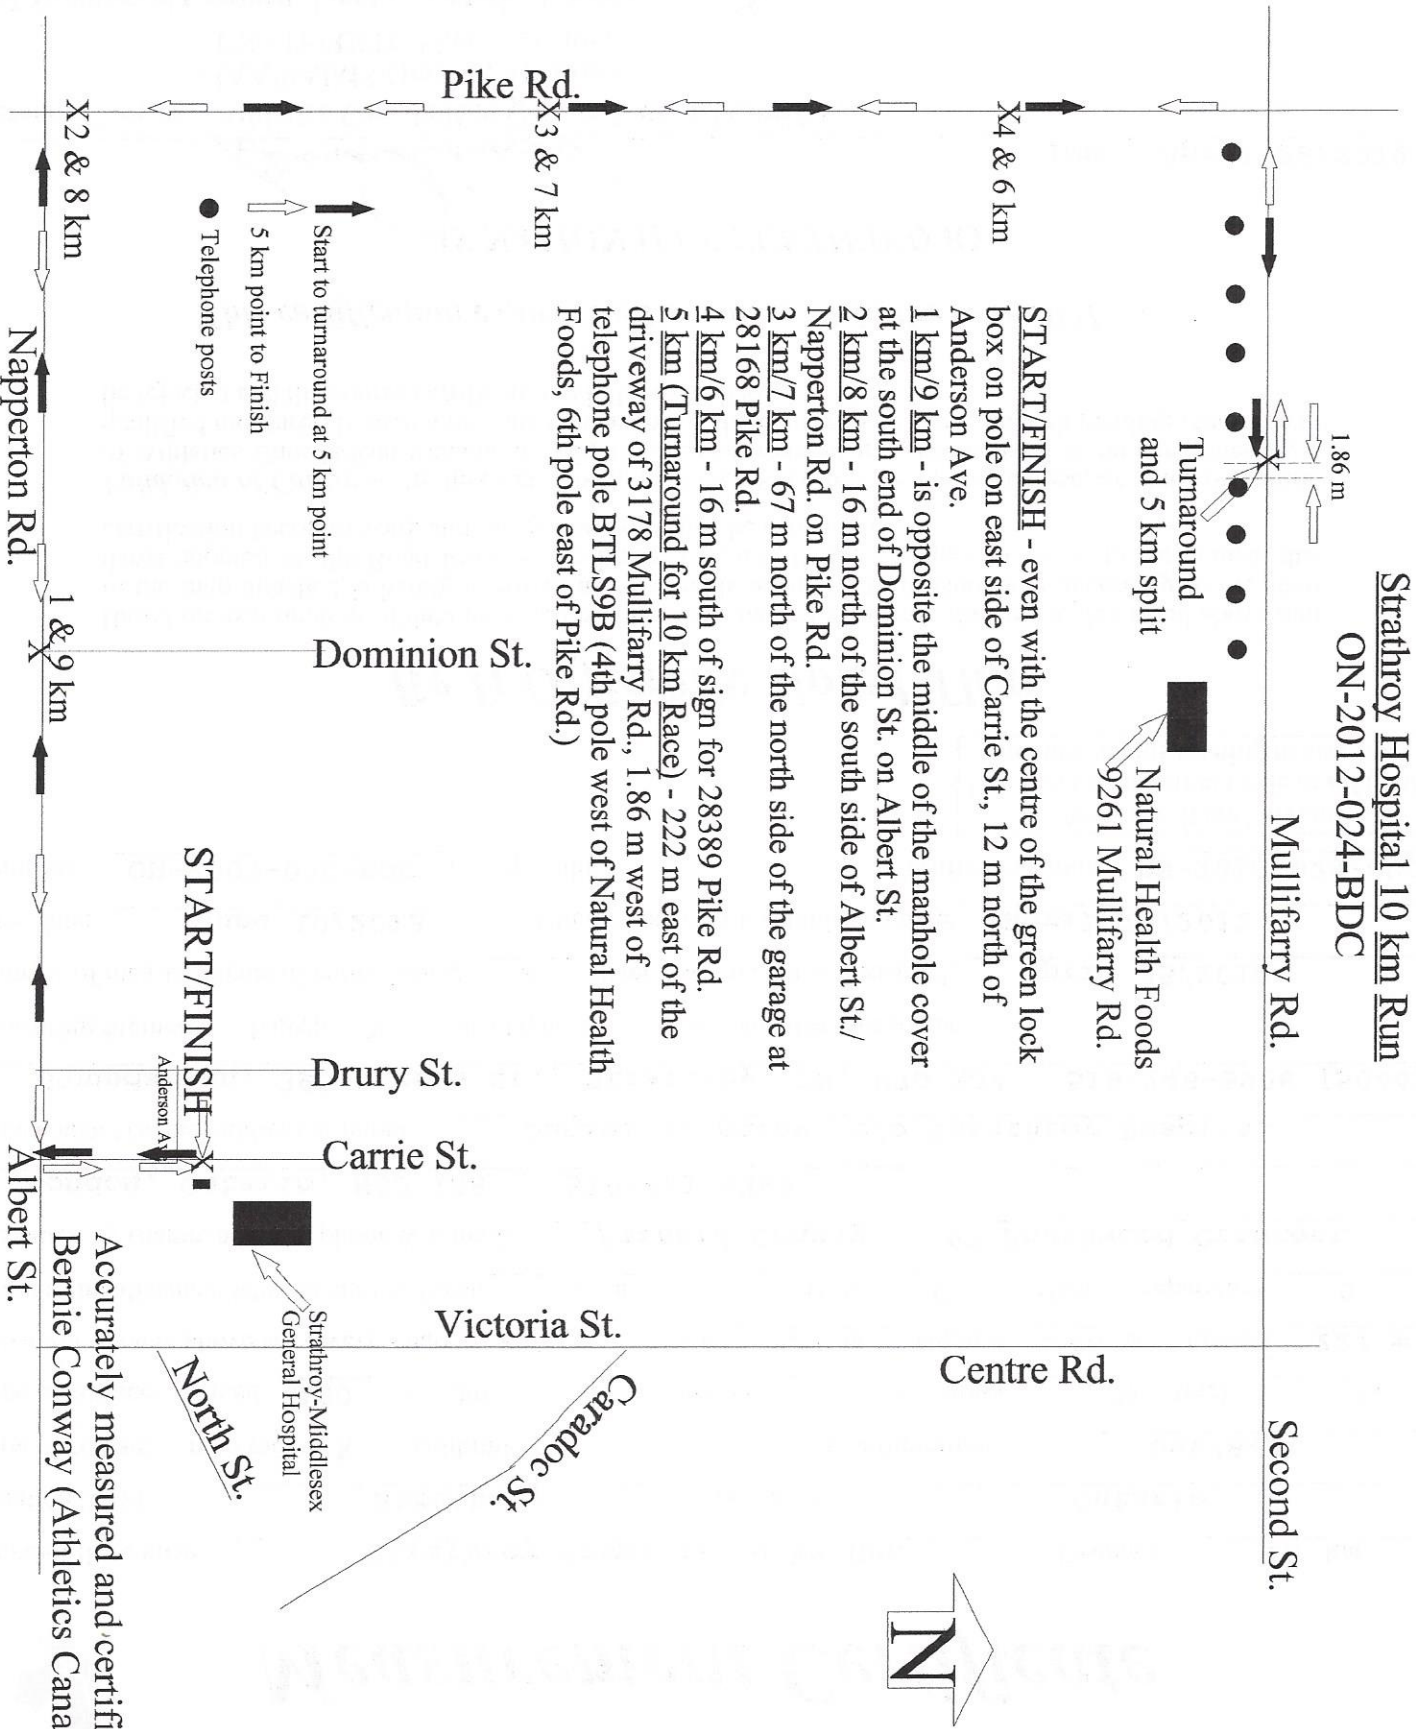 Strathroy Hospital 10 km Run
ON-2012-024-BDC
1.86 m
Mullifarry Rd.
Second St.
Turnaround
and 5 km split
Natural Health Foods
9261 Mullifarry Rd.
Pike Rd.
X4 & 6 km
X3 & 7 km
X2 & 8 km
START/FINISH - even with the centre of the green lock
box on pole on east side of Carrie St., 12 m north of
Anderson Ave.
1 km/9 km - is opposite the middle of the manhole cover
at the south end of Dominion St. on Albert St.
2 km/8 km - 16 m north of the south side of Albert St./
Napperton Rd. on Pike Rd.
3 km/7 km - 67 m north of the north side of the garage at
28168 Pike Rd.
4 km/6 km - 16 m south of sign for 28389 Pike Rd.
5 km (Turnaround for 10 km Race) - 222 m east of the
driveway of 3178 Mullifarry Rd., 1.86 m west of
telephone pole BTLS9B (4th pole west of Natural Health
Foods, 6th pole east of Pike Rd.)
Start to turnaround at 5 km point
5 km point to Finish
Telephone posts
Dominion St.
Drury St.
Carrie St.
Victoria St.
Centre Rd.
Caradoc St.
North St.
N
Strathroy-Middlesex
General Hospital
START/FINISH
X
Anderson Av
1 & 9 km
X
Napperton Rd.
Albert St.
Accurately measured and certifi
Bernie Conway (Athletics Cana